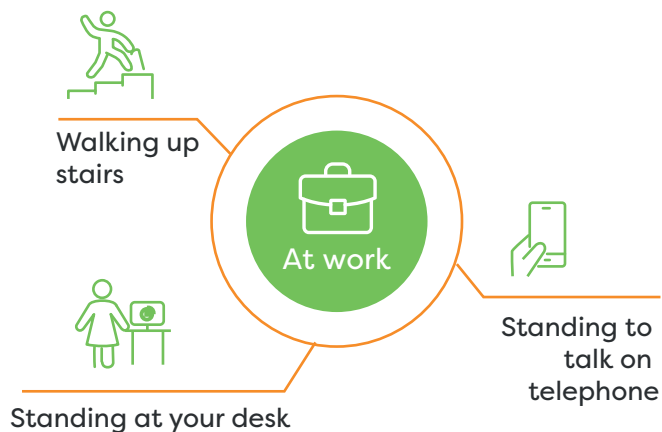 Walking up
stairs
At work
Standing to
talk on
telephone
Standing at your desk